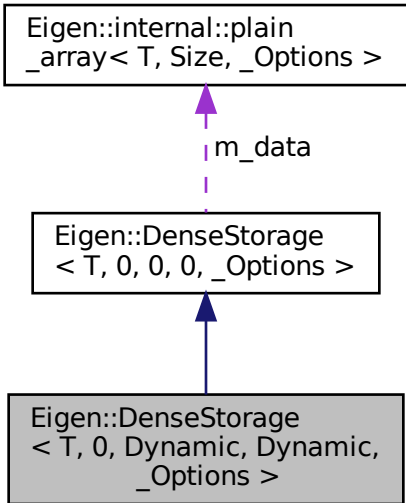 Eigen::internal::plain
_array< T, Size, _Options >
m_data
Eigen::DenseStorage
< T, 0, 0, 0, _Options >
Eigen::DenseStorage
< T, 0, Dynamic, Dynamic,
_Options >